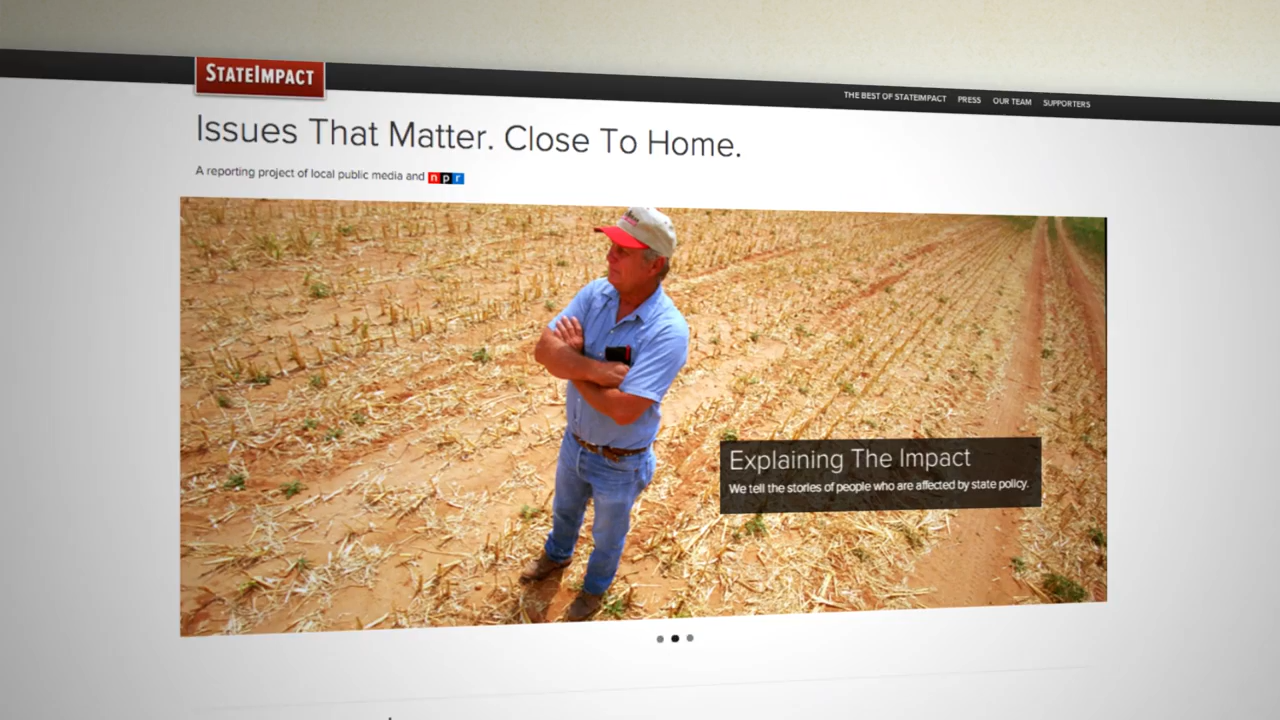 STATEIMPACT
THE BEST OF STATEIMPACT PRESS OUR TEAM SUPPORTERS
Issues That Matter. Close To Home.
A reporting project of local public media and npr
Explaining The Impact
We tell the stories of people who are affected by state policy.